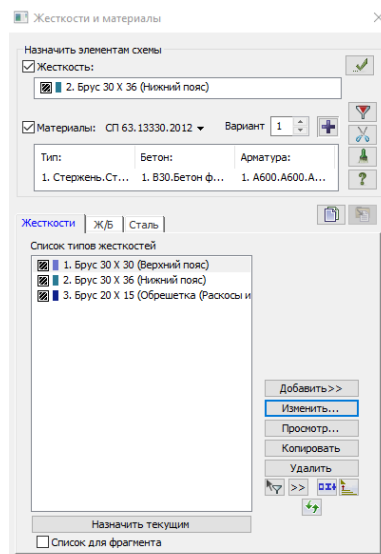 Жесткости и материалы
Назначить элементам схемы
Жесткость:
2. Брус 30 X 36 (Нижний пояс)
Материалы: СП 63.13330.2012 Вариант 1
Тип: Бетон: Арматура:
1. Стержень.Ст... 1. B30.Бетон ф... 1. A600.A600.A...
Жесткости Ж/Б Сталь
Список типов жесткостей
1. Брус 30 X 30 (Верхний пояс)
2. Брус 30 X 36 (Нижний пояс)
3. Брус 20 X 15 (Обрешетка (Раскосы и
Добавить>>
Изменить...
Просмотр...
Копировать
Удалить
>>
Назначить текущим
Список для фрагмента